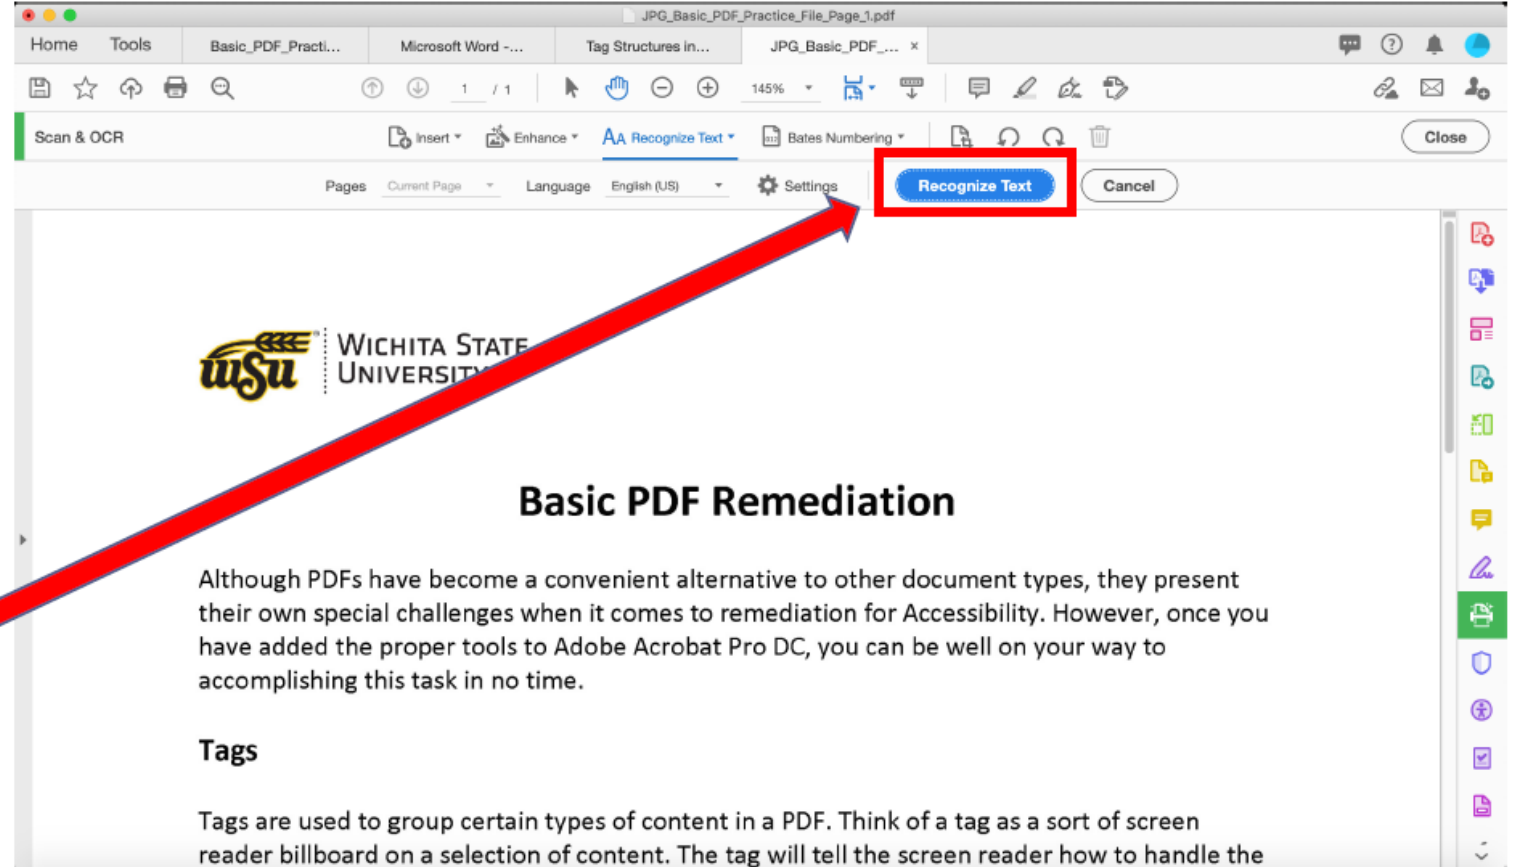 JPG_Basic_PDF_Practice_File_Page_1.pdf
Home Tools Basic_PDF_Practi... Microsoft Word -... Tag Structures in... JPG_Basic_PDF_... ×
1 / 1 145%
Scan & OCR Insert Enhance AA Recognize Text Bates Numbering Close
Pages Current Page Language English (US) Settings Recognize Text Cancel
WICHITA STATE
UNIVERSITY
wsu
Basic PDF Remediation
Although PDFs have become a convenient alternative to other document types, they present
their own special challenges when it comes to remediation for Accessibility. However, once you
have added the proper tools to Adobe Acrobat Pro DC, you can be well on your way to
accomplishing this task in no time.
Tags
Tags are used to group certain types of content in a PDF. Think of a tag as a sort of screen
reader billboard on a selection of content. The tag will tell the screen reader how to handle the